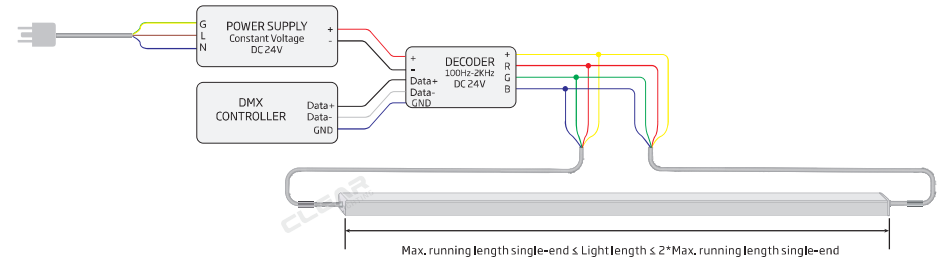 G
L
N
POWER SUPPLY
Constant Voltage
DC 24V
+
-
DMX
CONTROLLER
Data+
Data-
GND
+
-
Data+
Data-
GND
DECODER
100Hz-2KHz
DC 24V
+
R
G
B
CLEAR
Max. running length single-end ≤ Light length ≤ 2*Max. running length single-end